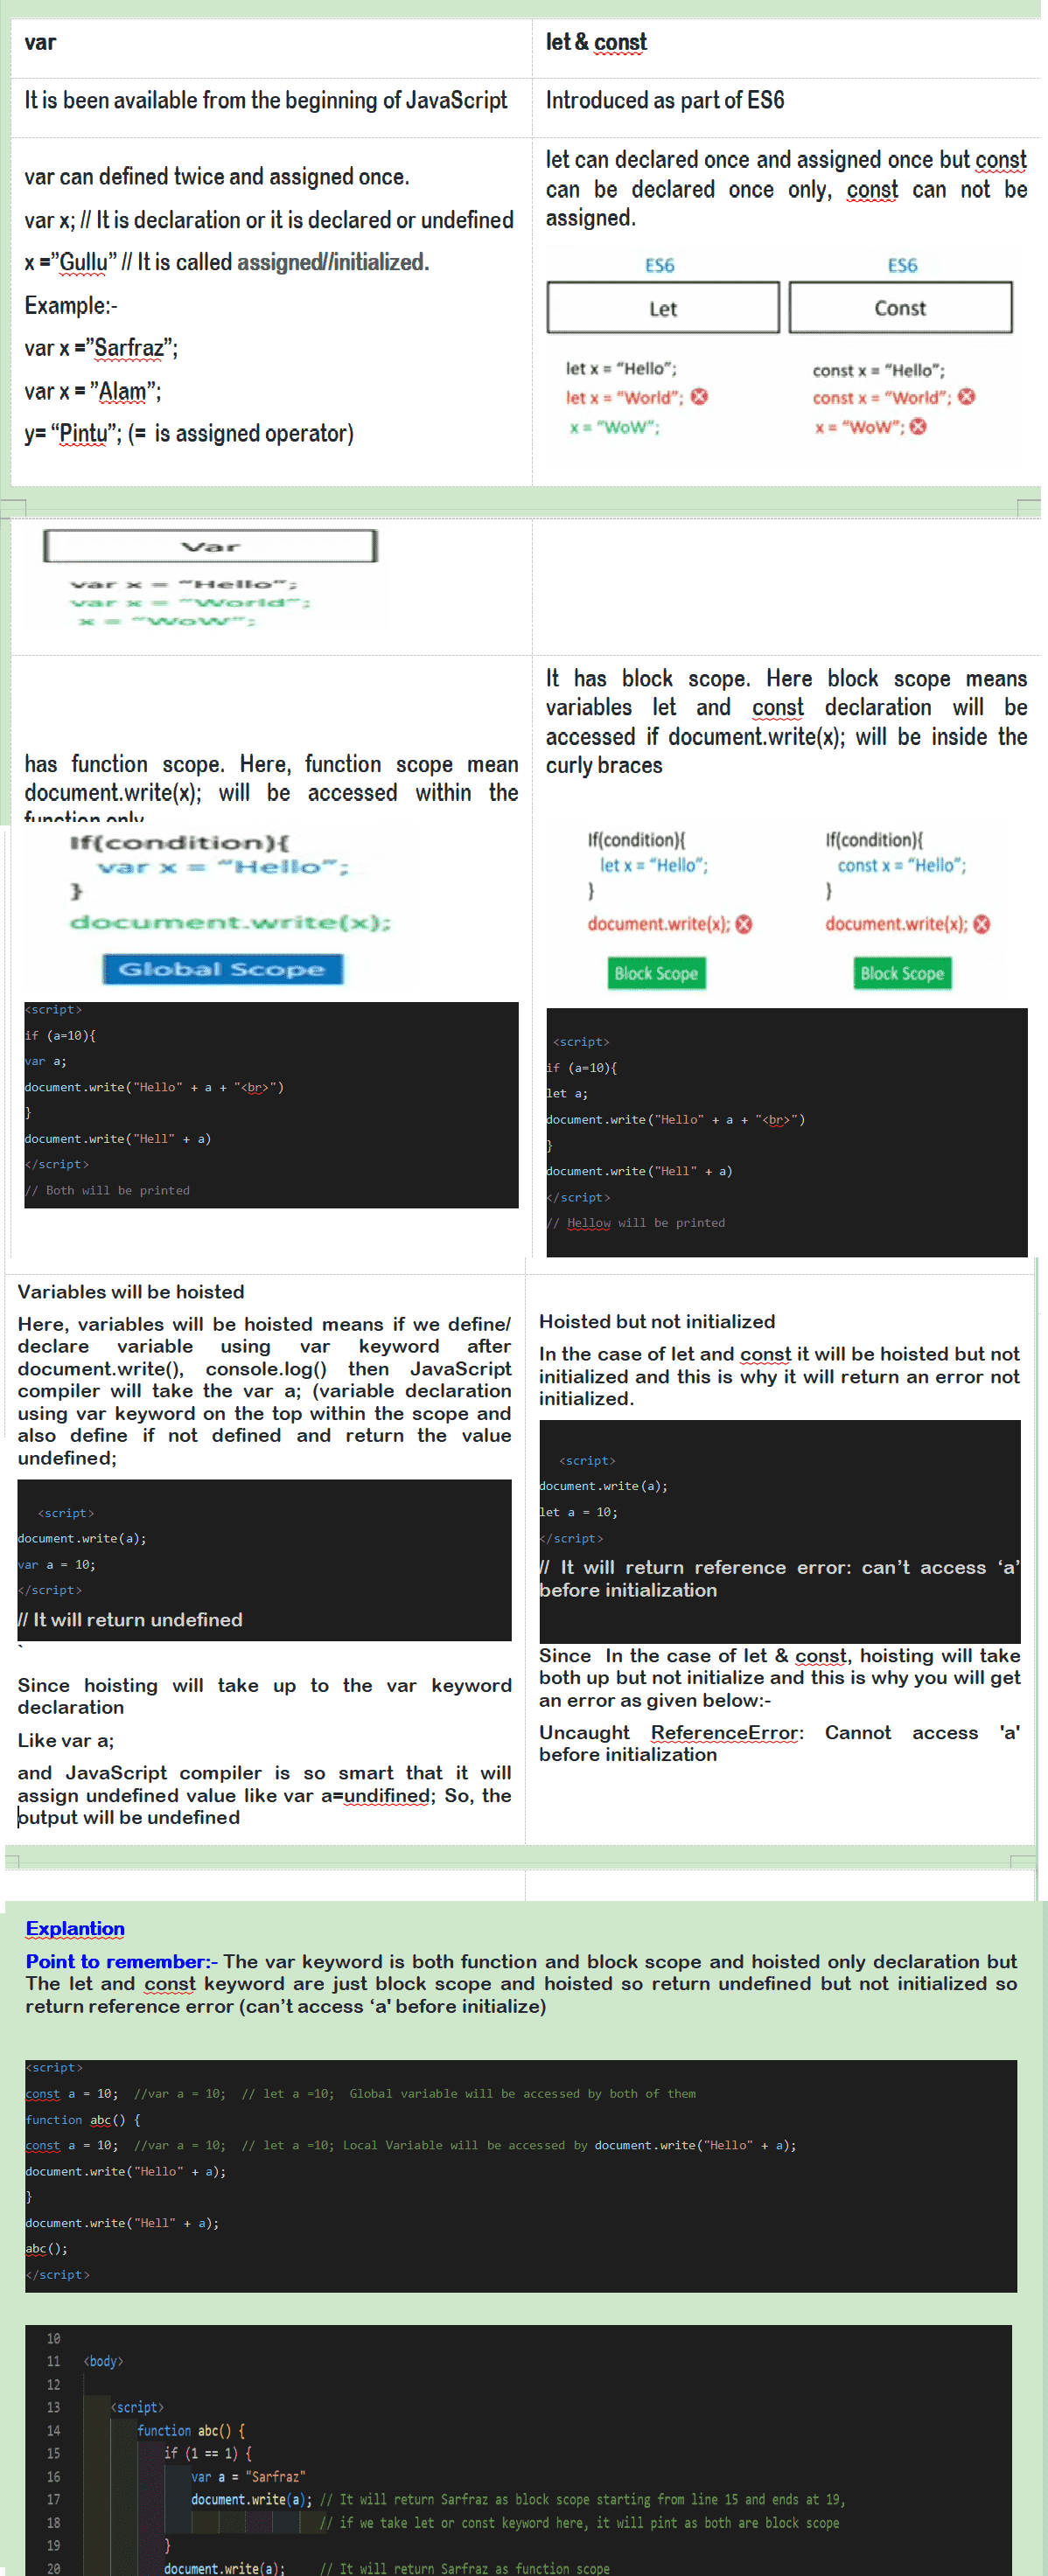 var
let & const
It is been available from the beginning of JavaScript
Introduced as part of ES6
var can defined twice and assigned once.
var x; // It is declaration or it is declared or undefined
x =”Gullu” // It is called assigned//initialized.
Example:-
var x =”Sarfraz”;
var x = ”Alam”;
y= “Pintu”; (= is assigned operator)
let can declared once and assigned once but const
can be declared once only, const can not be
assigned.
ES6
Let
let x = “Hello”;
let x = “World”;
x = “WoW”;
ES6
Const
const x = “Hello”;
const x = “World”;
x = “WoW”;
Var
var x = “Hello”;
var x = “World”;
x = “WoW”;
has function scope. Here, function scope mean
document.write(x); will be accessed within the
function only
If(condition){
var x = “Hello”;
}
document.write(x);
Global Scope
<script>
if (a=10){
var a;
document.write("Hello" + a + "<br>")
}
document.write("Hell" + a)
</script>
// Both will be printed
It has block scope. Here block scope means
variables let and const declaration will be
accessed if document.write(x); will be inside the
curly braces
If(condition){
let x = “Hello”;
}
document.write(x);
Block Scope
If(condition){
const x = “Hello”;
}
document.write(x);
Block Scope
<script>
if (a=10){
let a;
document.write("Hello" + a + "<br>")
}
document.write("Hell" + a)
</script>
// Hellow will be printed
Variables will be hoisted
Here, variables will be hoisted means if we define/
declare variable using var keyword after
document.write(), console.log() then JavaScript
compiler will take the var a; (variable declaration
using var keyword on the top within the scope and
also define if not defined and return the value
undefined;
<script>
document.write(a);
var a = 10;
</script>
// It will return undefined
`
Since hoisting will take up to the var keyword
declaration
Like var a;
and JavaScript compiler is so smart that it will
assign undefined value like var a=undifined; So, the
output will be undefined
Hoisted but not initialized
In the case of let and const it will be hoisted but not
initialized and this is why it will return an error not
initialized.
<script>
document.write(a);
let a = 10;
</script>
// It will return reference error: can’t access ‘a’
before initialization
Since In the case of let & const, hoisting will take
both up but not initialize and this is why you will get
an error as given below:-
Uncaught ReferenceError: Cannot access 'a'
before initialization
Explantion
Point to remember:- The var keyword is both function and block scope and hoisted only declaration but
The let and const keyword are just block scope and hoisted so return undefined but not initialized so
return reference error (can’t access ‘a' before initialize)
<script>
const a = 10; //var a = 10; // let a =10; Global variable will be accessed by both of them
function abc() {
const a = 10; //var a = 10; // let a =10; Local Variable will be accessed by document.write("Hello" + a);
document.write("Hello" + a);
}
document.write("Hell" + a);
abc();
</script>
10
11 <body>
12
13 <script>
14 function abc() {
15 if (1 == 1) {
16 var a = "Sarfraz"
17 document.write(a); // It will return Sarfraz as block scope starting from line 15 and ends at 19,
18 // if we take let or const keyword here, it will pint as both are block scope
19 }
20 document.write(a); // It will return Sarfraz as function scope